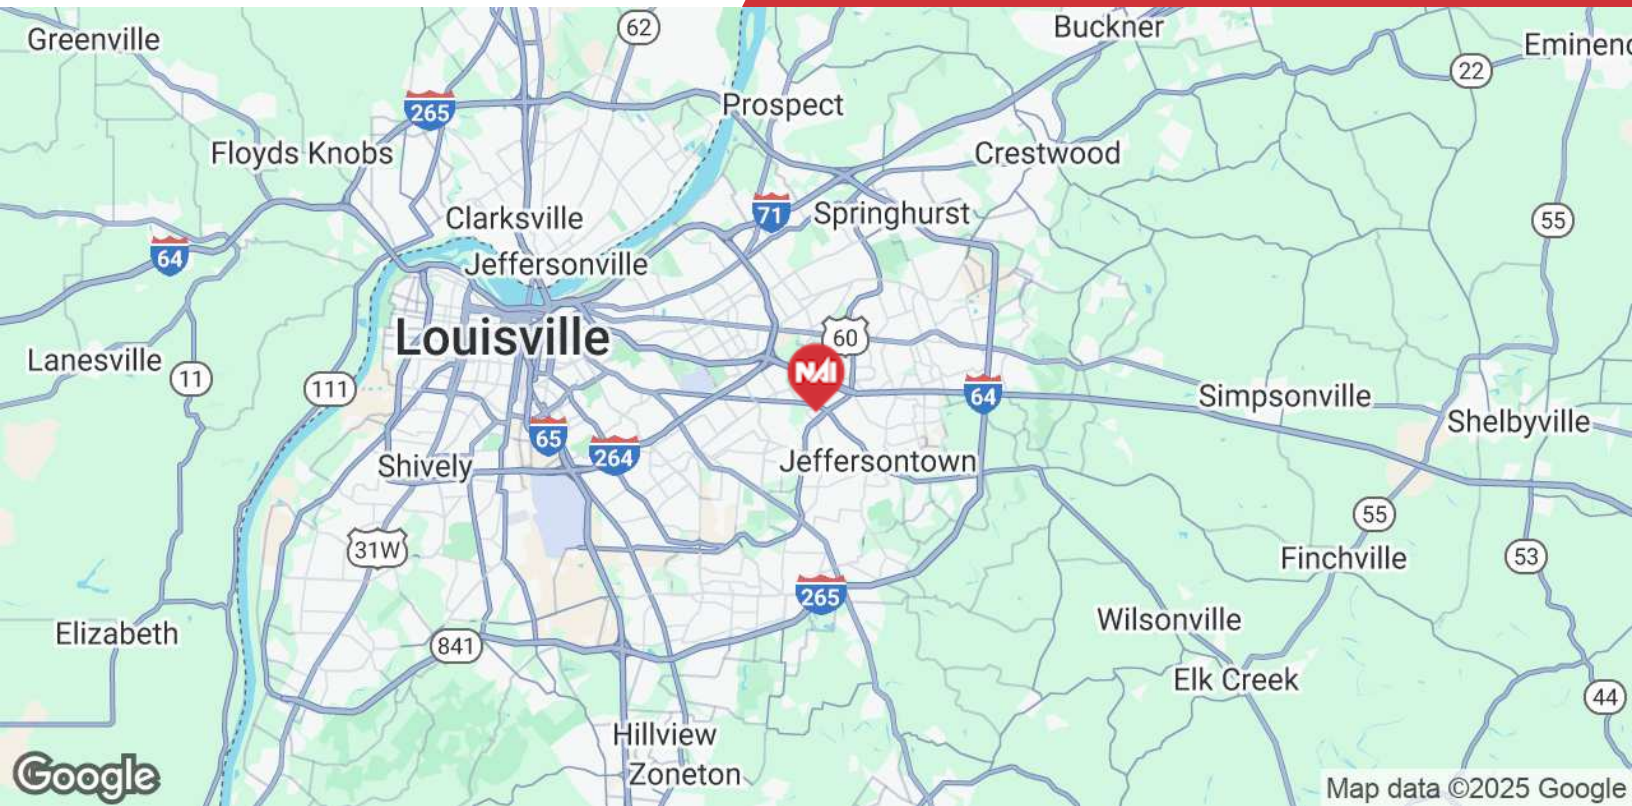 Greenville
62
Buckner
Eminenc
22
265
Prospect
Floyds Knobs
Crestwood
71
Springhurst
Clarksville
55
64
Jeffersonville
Louisville
60
Lanesville
11
NAI
111
64
Simpsonville
Shelbyville
65
264
Shively
Jeffersontown
31W
55
Finchville
53
265
Wilsonville
Elizabeth
841
Elk Creek
44
Hillview
Zoneton
Google
Map data ©2025 Google